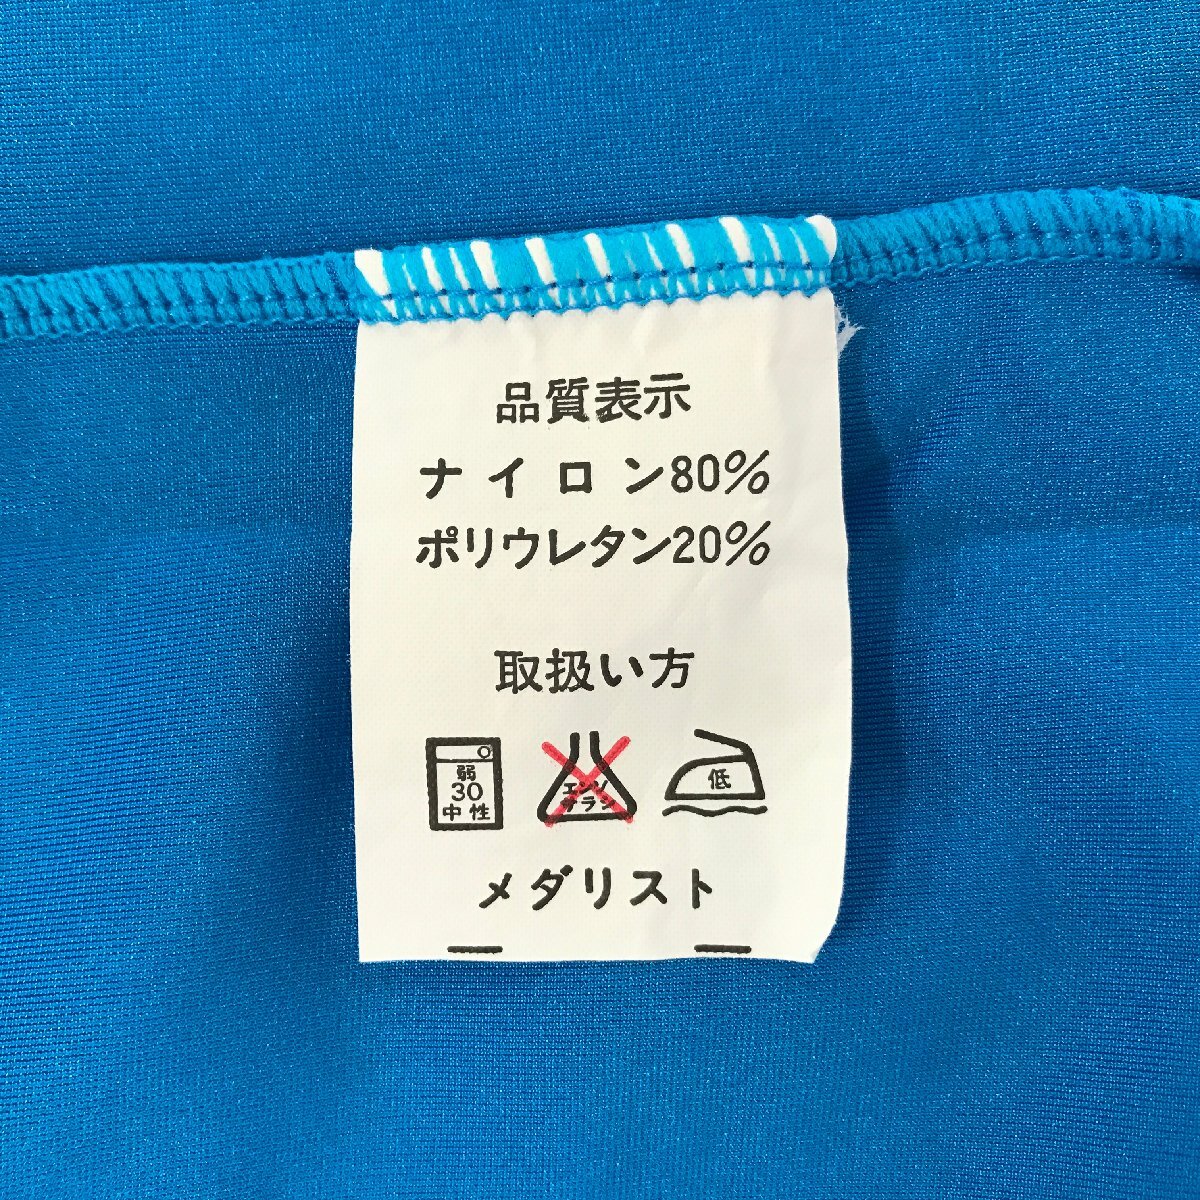 品質表示
ナイロン80%
ポリウレタン20%
取扱い方
弱
30
中性
エンソ
サラシ
低
メダリスト